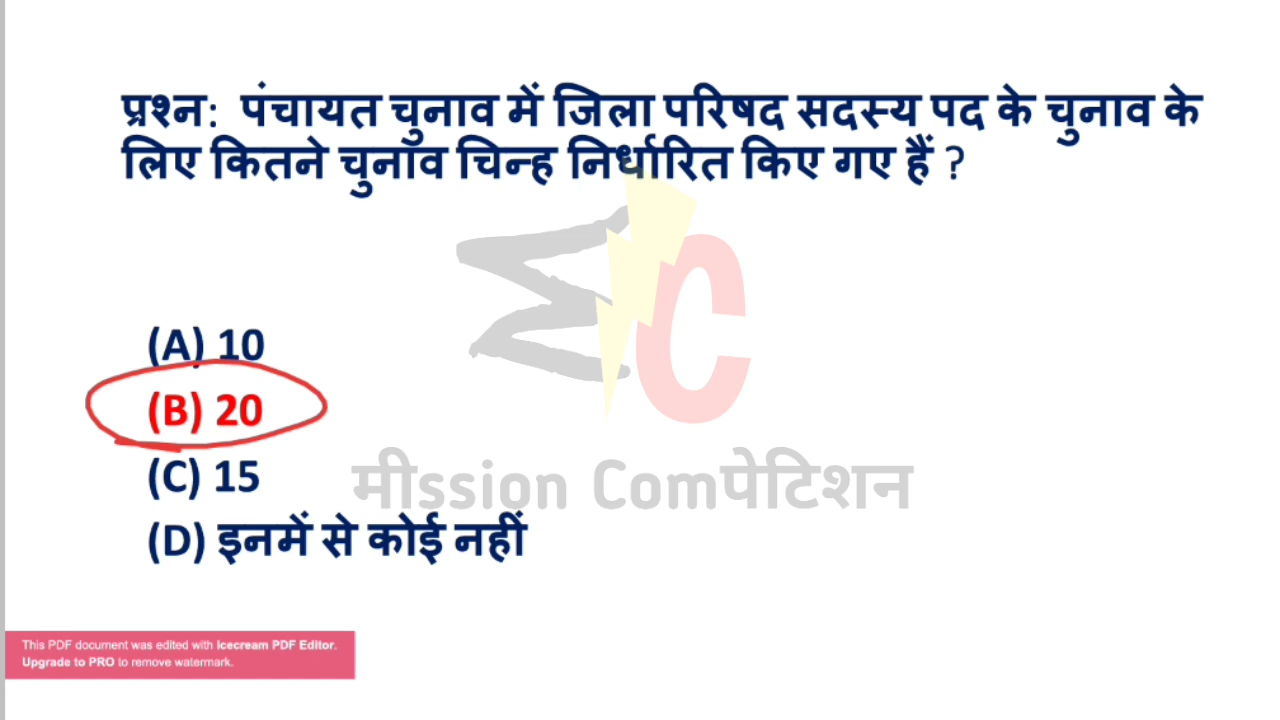 प्रश्न:  पंचायत चुनाव में जिला परिषद सदस्य पद के चुनाव के
लिए कितने चुनाव चिन्ह निर्धारित किए गए हैं ?
(A) 10
(B) 20
(C) 15
(D) इनमें से कोई नहीं
MC
मीssion Comपेटिशन
This PDF document was edited with Icecream PDF Editor.
Upgrade to PRO to remove watermark.